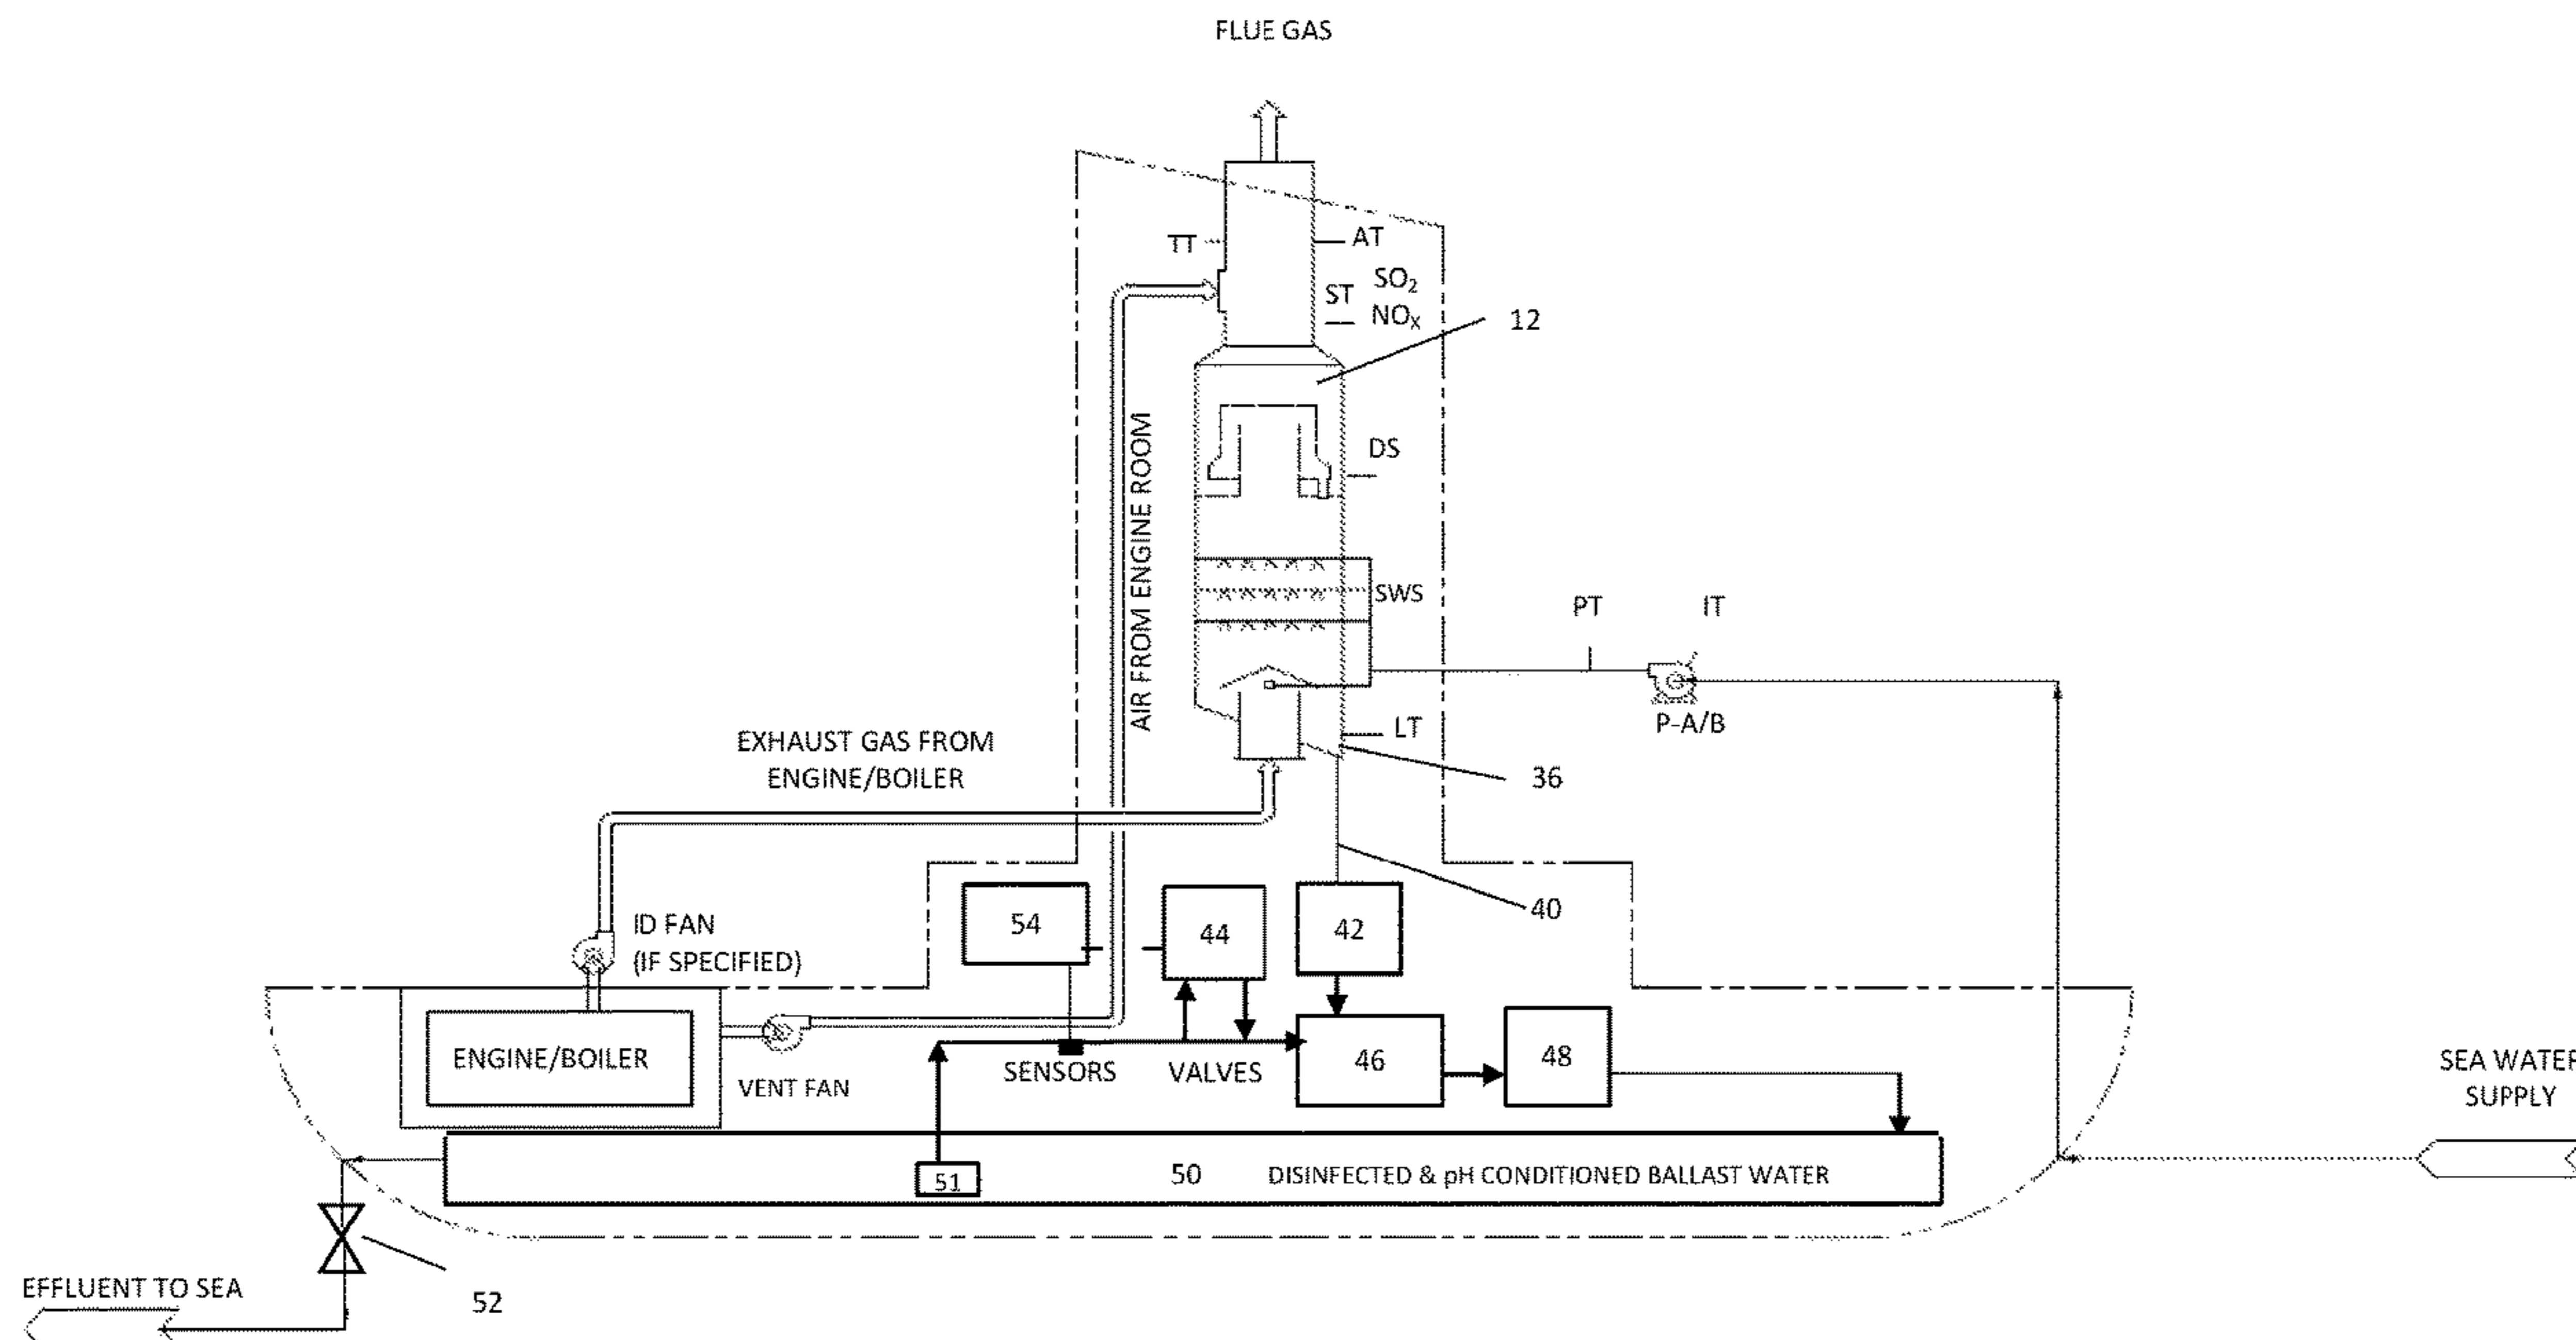 FLUE GAS
TT
AT
ST
SO₂
NOₓ
12
AIR FROM ENGINE ROOM
DS
SWS
PT
IT
P-A/B
LT
36
EXHAUST GAS FROM
ENGINE/BOILER
40
ID FAN
(IF SPECIFIED)
54
44
42
ENGINE/BOILER
VENT FAN
SENSORS
VALVES
46
48
SEA WATER
SUPPLY
51
50
DISINFECTED & pH CONDITIONED BALLAST WATER
EFFLUENT TO SEA
52